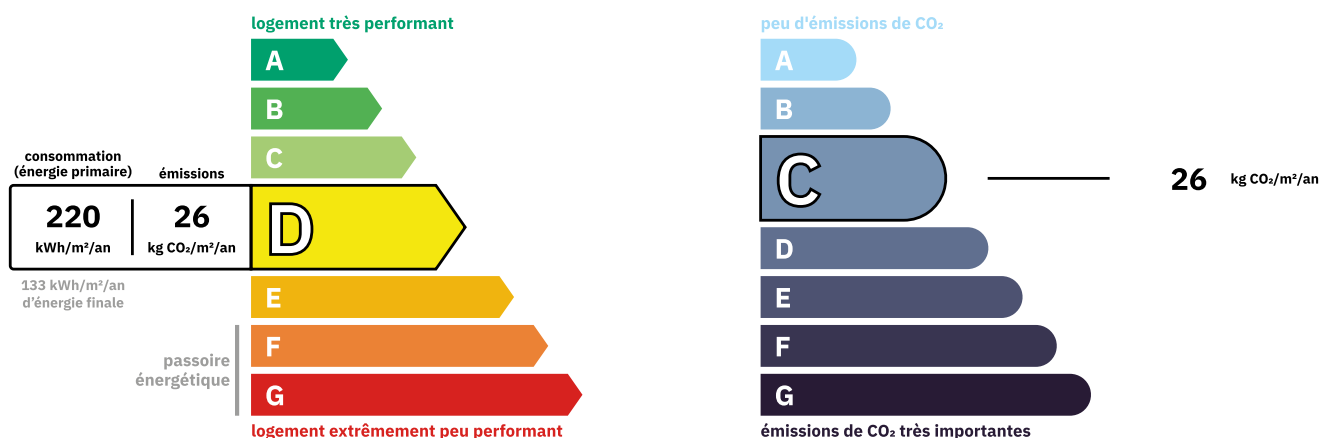 logement très performant
A
B
C
consommation
(énergie primaire)
émissions
220
kWh/m²/an
26
kg CO₂/m²/an
D
133 kWh/m²/an
d'énergie finale
E
passoire
énergétique
F
G
logement extrêmement peu performant
peu d'émissions de CO₂
A
B
C
26 kg CO₂/m²/an
D
E
F
G
émissions de CO₂ très importantes